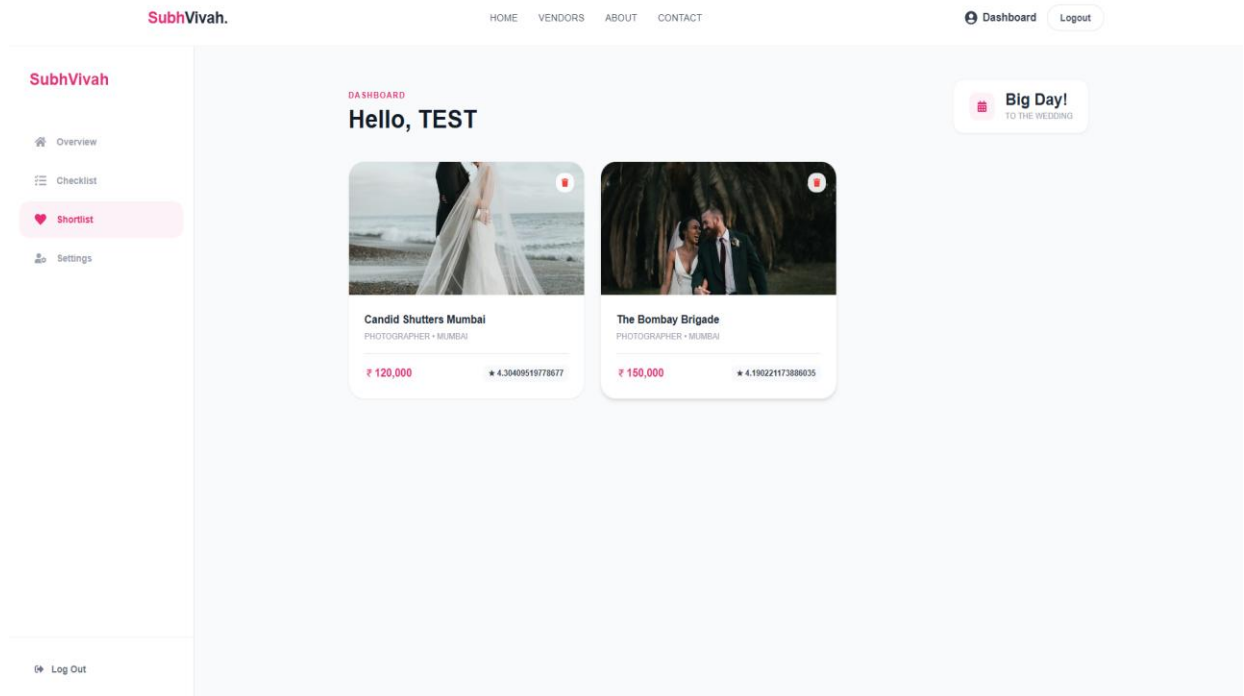 SubhVivah.
HOME VENDORS ABOUT CONTACT
Dashboard
Logout
SubhVivah
Overview
Checklist
Shortlist
Settings
Log Out
DASHBOARD
Hello, TEST
Big Day!
TO THE WEDDING
Candid Shutters Mumbai
PHOTOGRAPHER • MUMBAI
₹ 120,000
★ 4.30409519778677
The Bombay Brigade
PHOTOGRAPHER • MUMBAI
₹ 150,000
★ 4.190221173886035